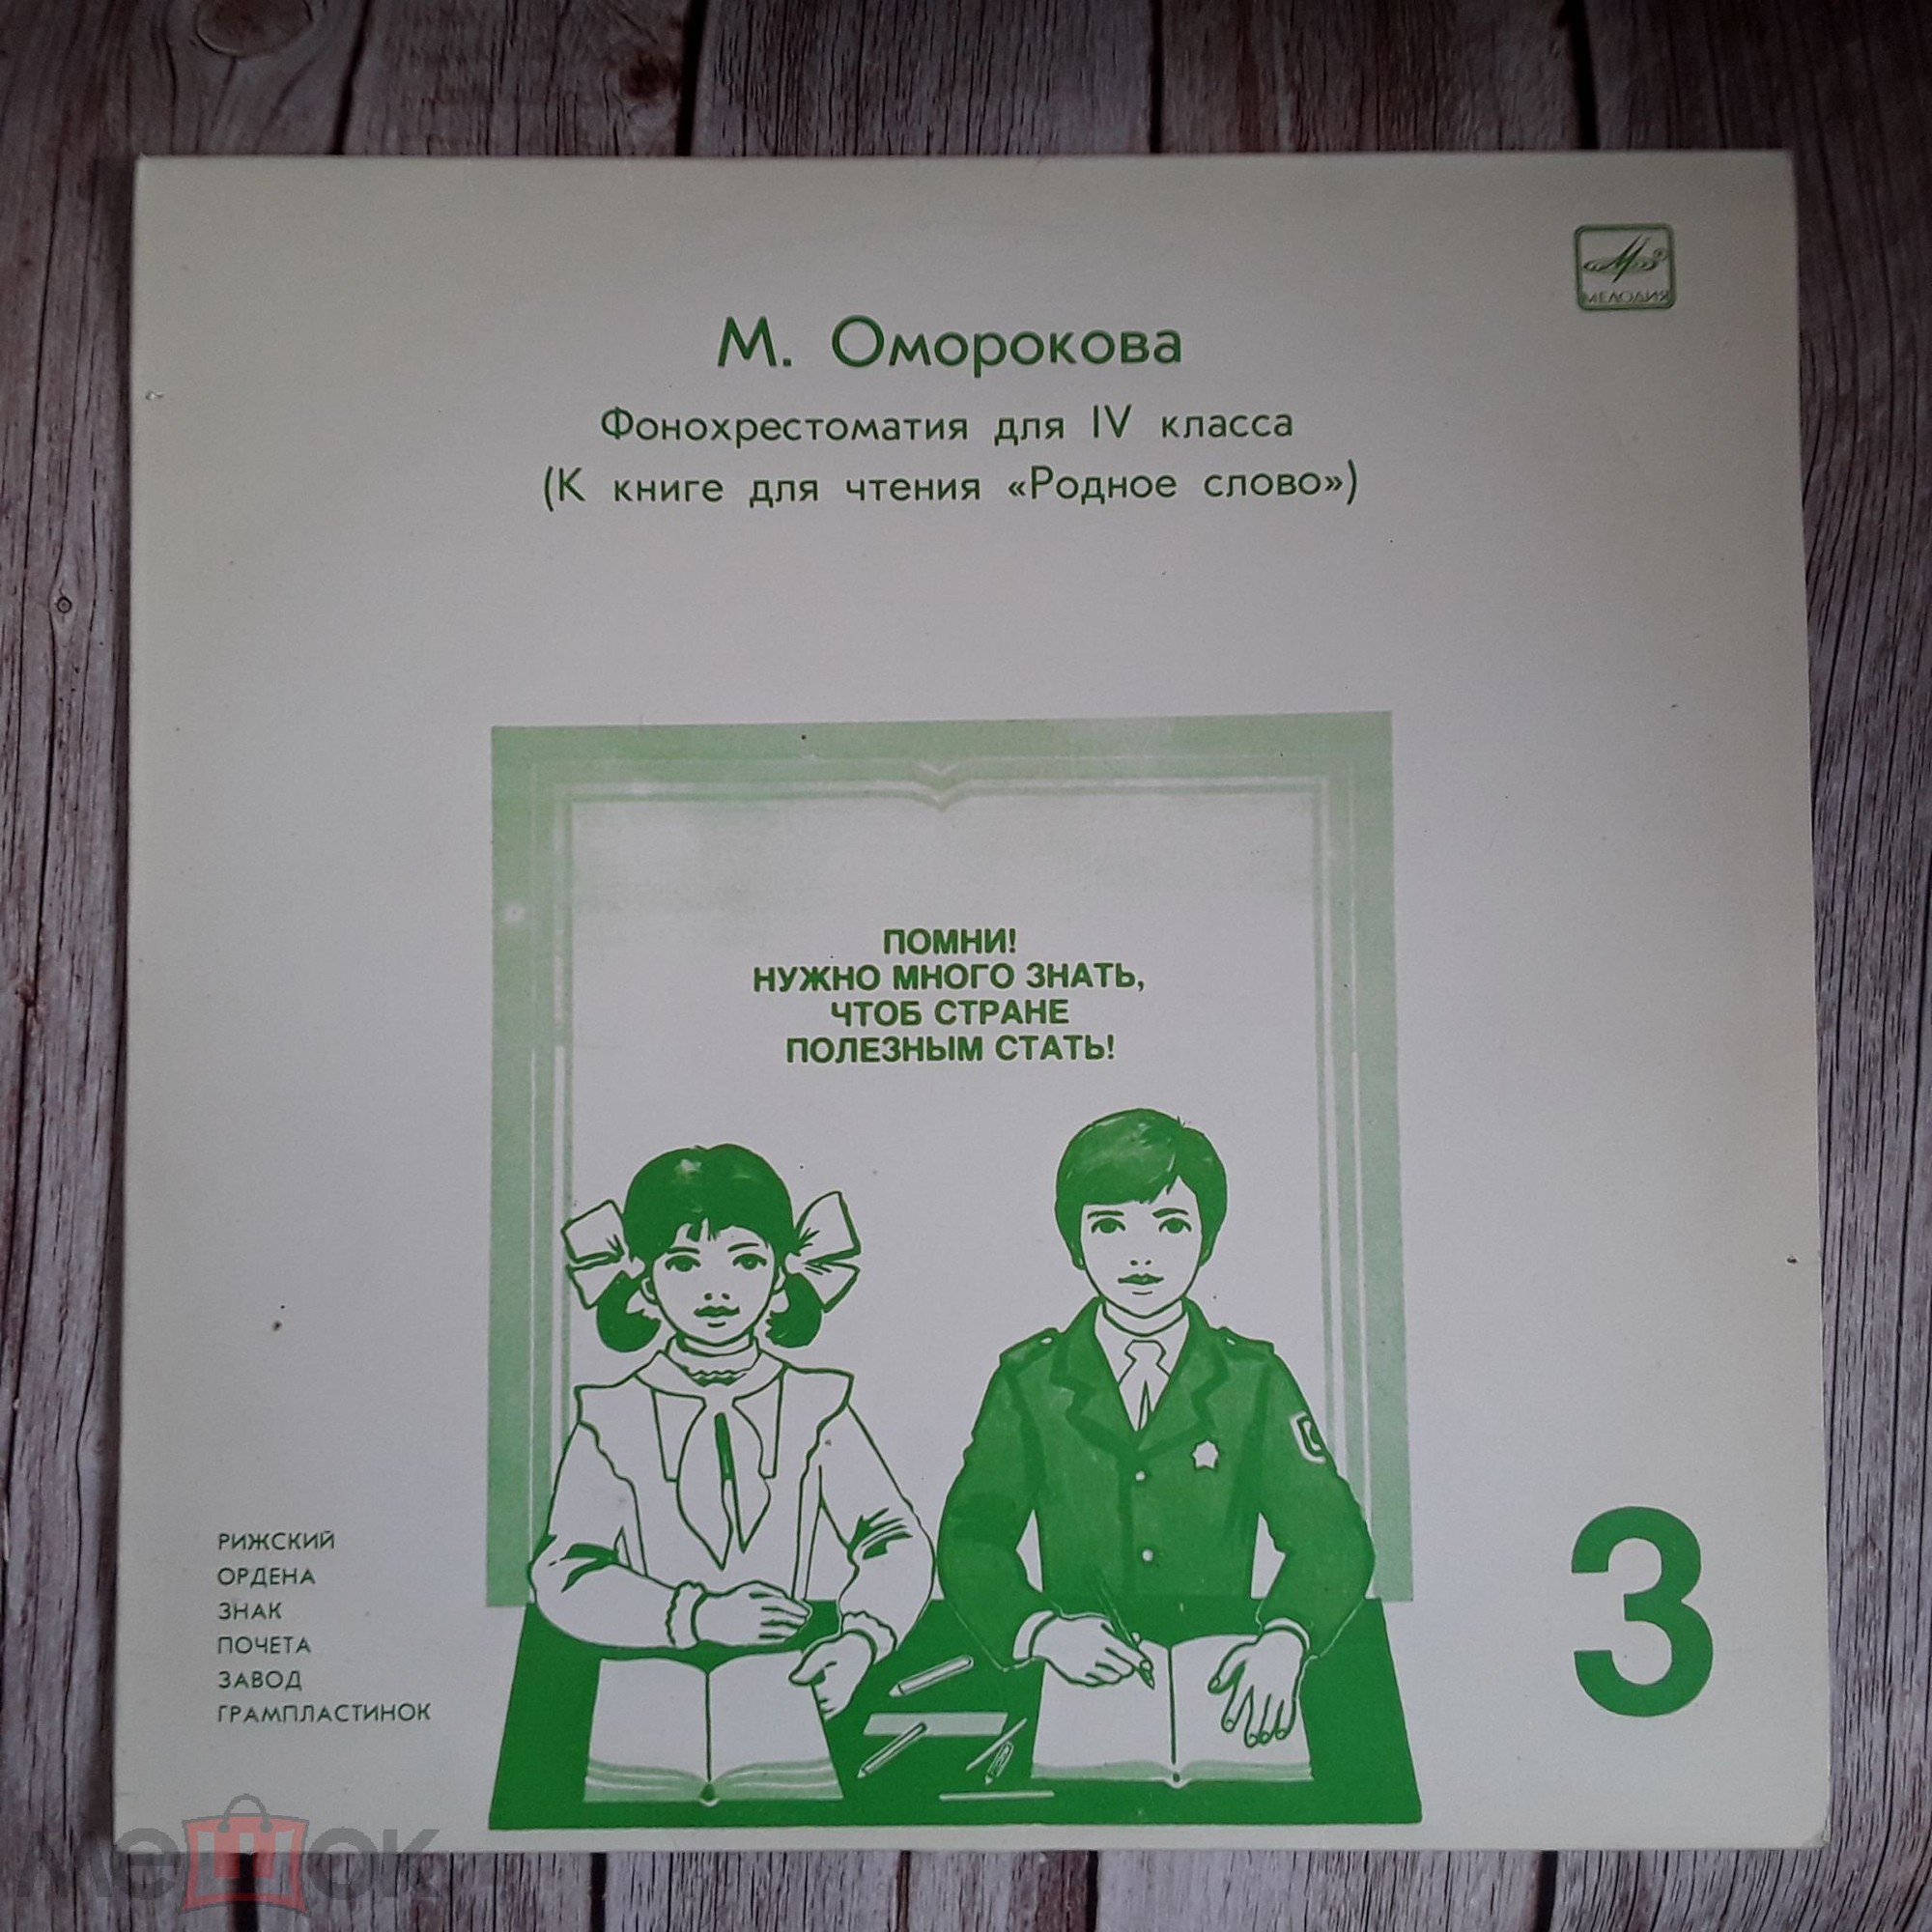 МЕЛОДИЯ
М. Оморокова
Фонохрестоматия для IV класса
(К книге для чтения «Родное слово»)
ПОМНИ!
НУЖНО МНОГО ЗНАТЬ,
ЧТОБ СТРАНЕ
ПОЛЕЗНЫМ СТАТЬ!
РИЖСКИЙ
ОРДЕНА
ЗНАК
ПОЧЕТА
ЗАВОД
ГРАМПЛАСТИНОК
3
мешок